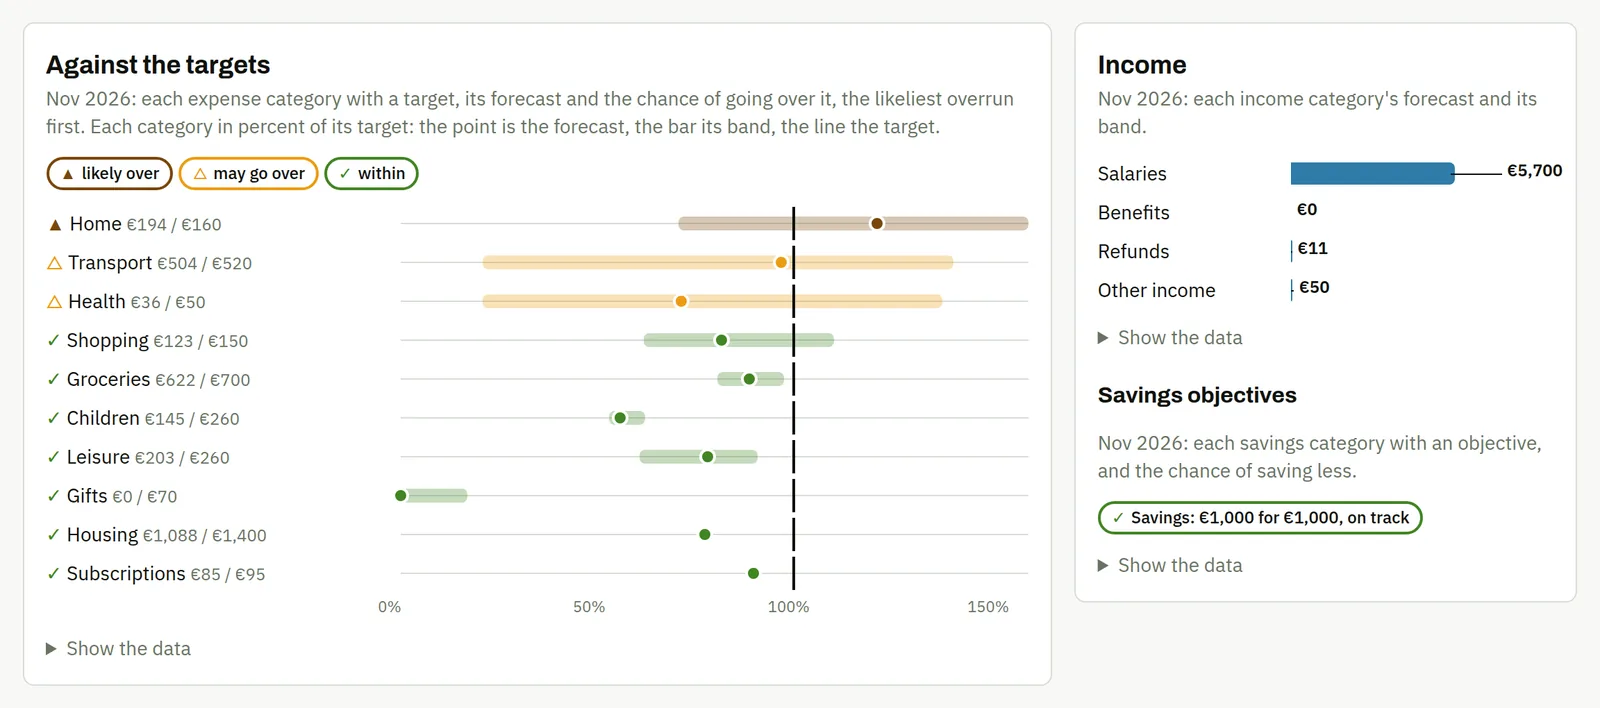 Against the targets
Nov 2026: each expense category with a target, its forecast and the chance of going over it, the likeliest overrun
first. Each category in percent of its target: the point is the forecast, the bar its band, the line the target.
▲ likely over
△ may go over
✓ within
▲ Home €194 / €160
△ Transport €504 / €520
△ Health €36 / €50
✓ Shopping €123 / €150
✓ Groceries €622 / €700
✓ Children €145 / €260
✓ Leisure €203 / €260
✓ Gifts €0 / €70
✓ Housing €1,088 / €1,400
✓ Subscriptions €85 / €95
0% 50% 100% 150%
▶ Show the data
Income
Nov 2026: each income category's forecast and its
band.
Salaries €5,700
Benefits €0
Refunds €11
Other income €50
▶ Show the data
Savings objectives
Nov 2026: each savings category with an objective,
and the chance of saving less.
✓ Savings: €1,000 for €1,000, on track
▶ Show the data